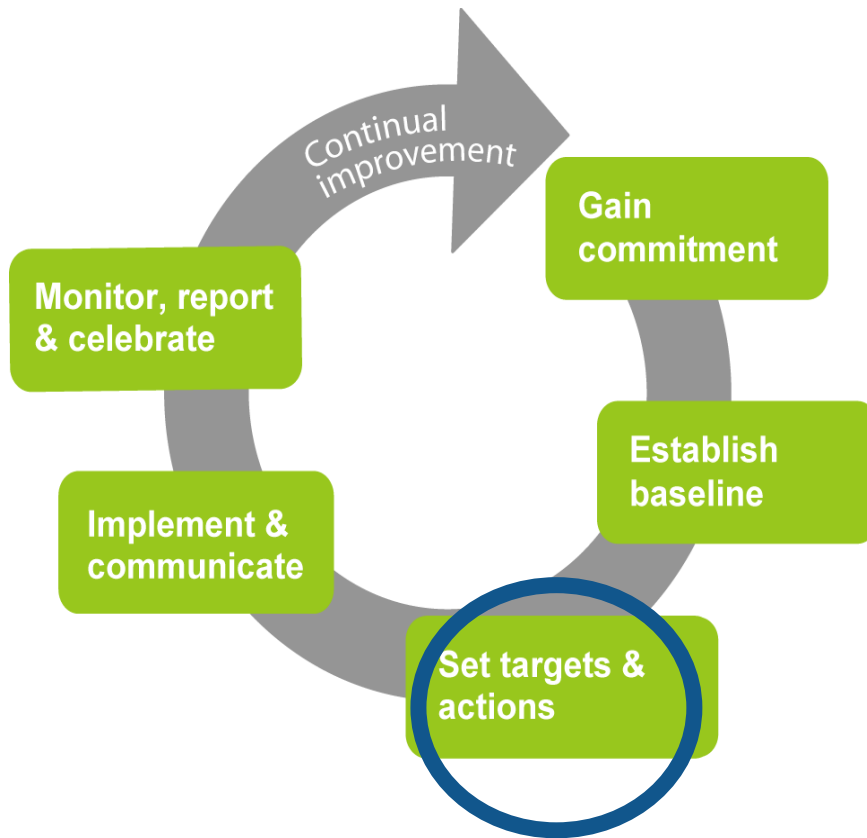 Continual
improvement
Gain
commitment
Establish
baseline
Set targets &
actions
Implement &
communicate
Monitor, report
& celebrate